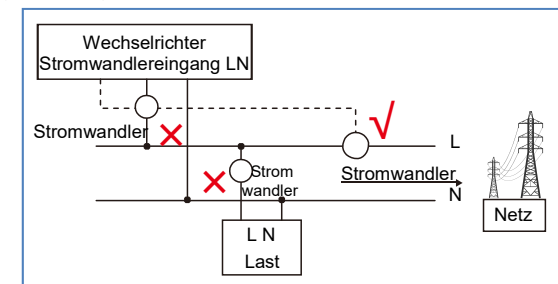 Wechselrichter
Stromwandlereingang LN
Stromwandler
L
Strom
wandler
Stromwandler
N
L N
Last
Netz